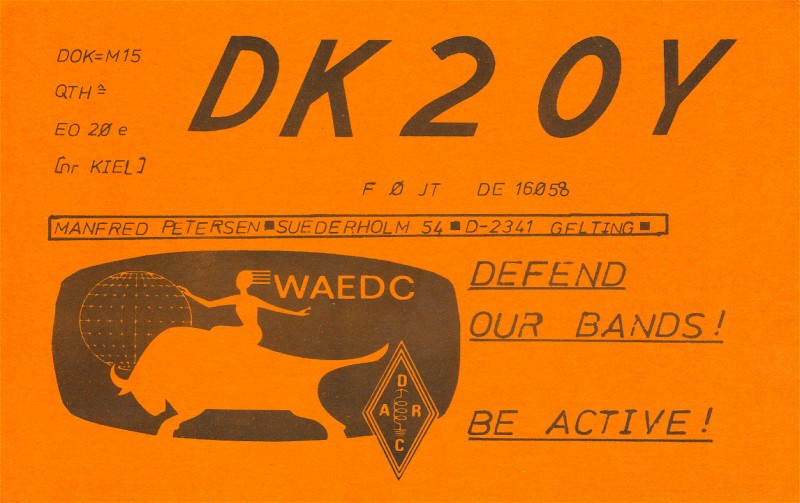 DOK=M15
DK2OY
QTH ≙
EO 2Ø e
[nr KIEL]
F Ø JT DE 16Ø58
MANFRED PETERSEN ■ SUEDERHOLM 54 ■ D-2341 GELTING ■
WAEDC
DEFEND
OUR BANDS!
BE ACTIVE!
D
A R
C